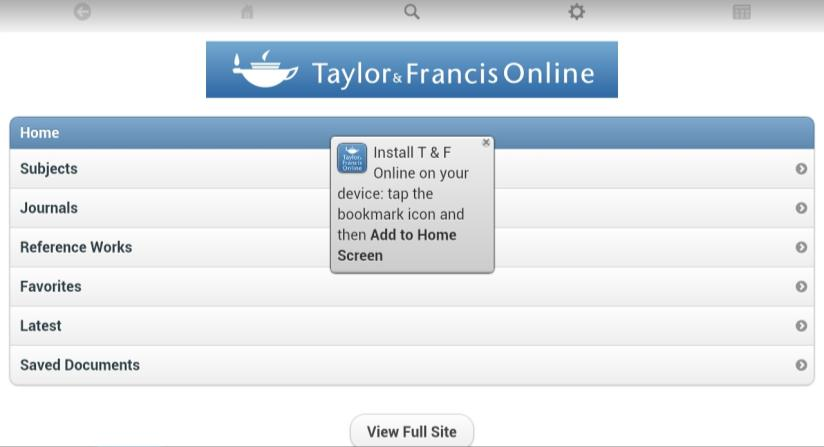 Taylor & Francis Online
Home
Install T & F
Online on your
device: tap the
bookmark icon and
then Add to Home
Screen
Subjects
Journals
Reference Works
Favorites
Latest
Saved Documents
View Full Site